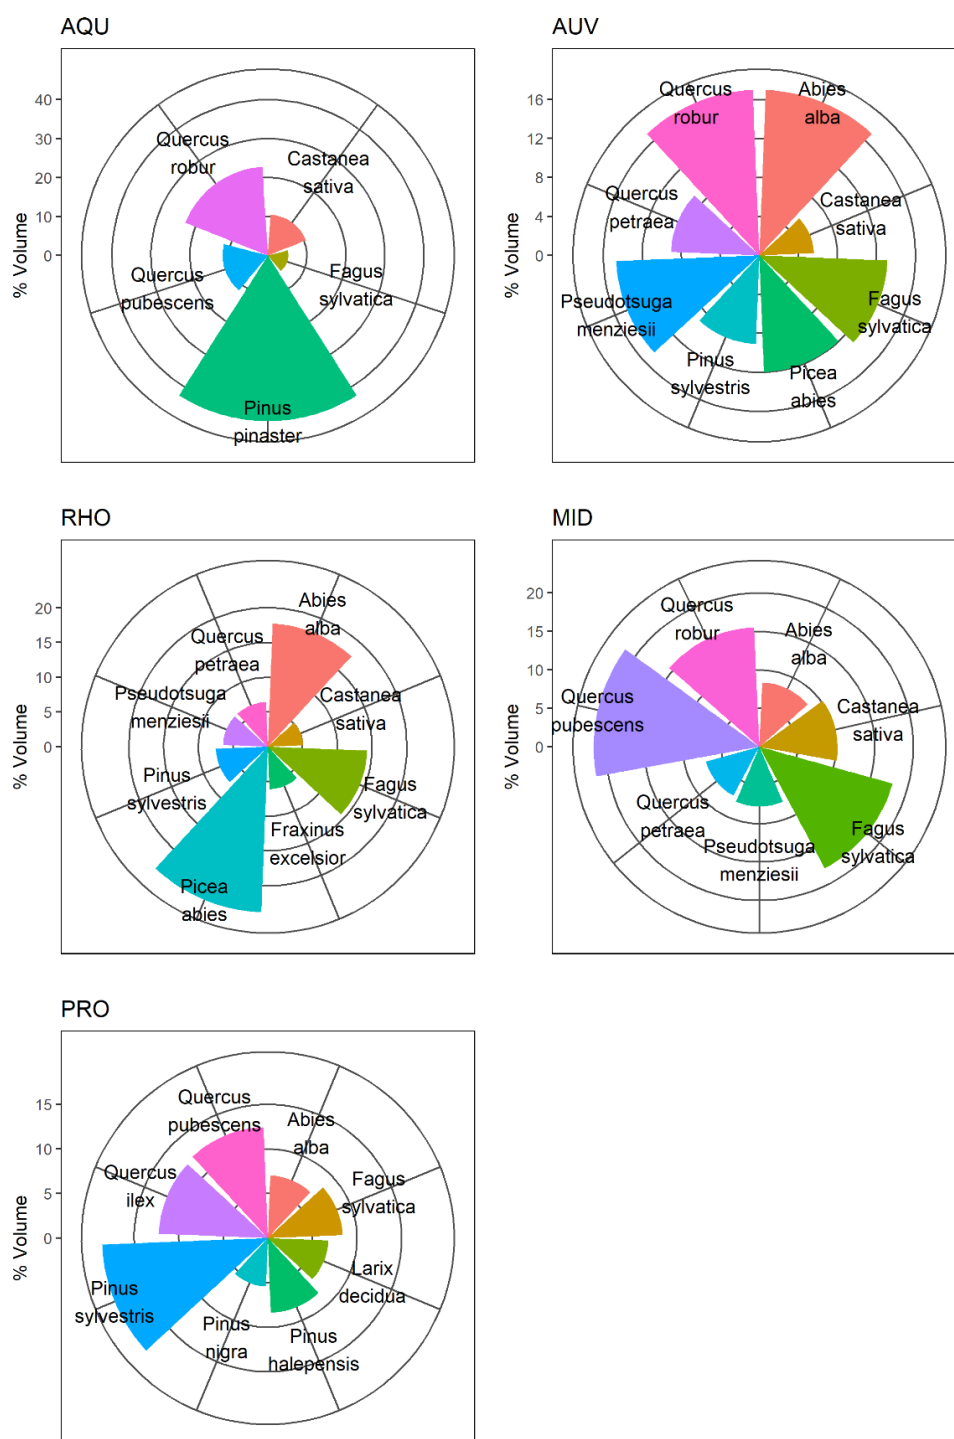 AQU
40
30
20
10
0
% Volume
Quercus
robur
Castanea
sativa
Quercus
pubescens
Fagus
sylvatica
Pinus
pinaster
AUV
16
12
8
4
0
% Volume
Quercus
robur
Abies
alba
Quercus
petraea
Castanea
sativa
Pseudotsuga
menziesii
Fagus
sylvatica
Pinus
sylvestris
Picea
abies
RHO
20
15
10
5
0
% Volume
Abies
alba
Quercus
petraea
Pseudotsuga
menziesii
Castanea
sativa
Pinus
sylvestris
Fagus
sylvatica
Fraxinus
excelsior
Picea
abies
MID
20
15
10
5
0
% Volume
Quercus
robur
Abies
alba
Quercus
pubescens
Castanea
sativa
Quercus
petraea
Fagus
sylvatica
Pseudotsuga
menziesii
PRO
15
10
5
0
% Volume
Quercus
pubescens
Abies
alba
Quercus
ilex
Fagus
sylvatica
Pinus
sylvestris
Larix
decidua
Pinus
nigra
Pinus
halepensis